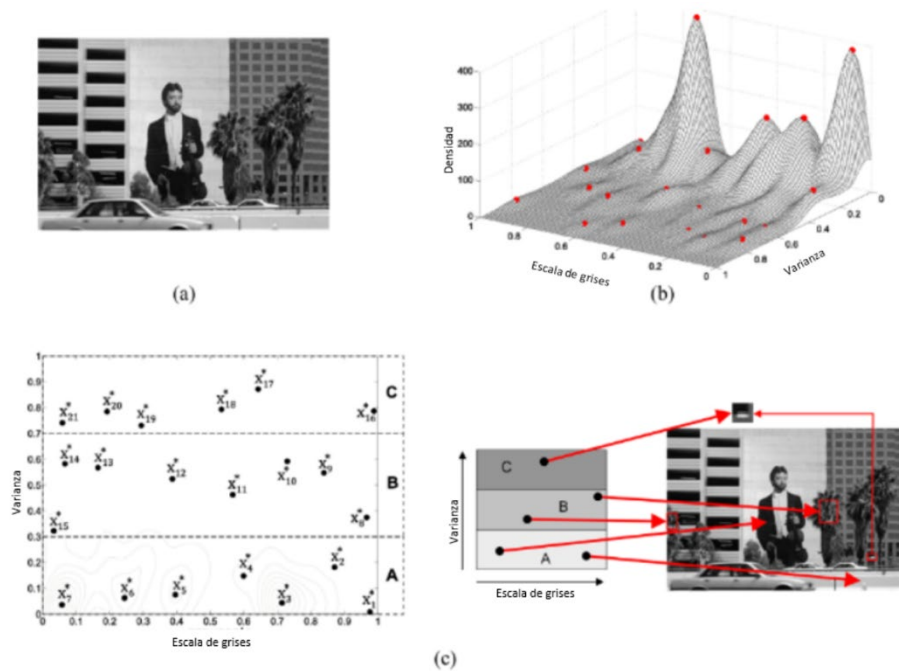 400
300
200
100
0
Densidad
1
0.8
0.6
0.4
0.2
0
Escala de grises
1
0.8
0.6
0.4
0.2
0
Varianza
(a)
(b)
1
0.9
0.8
0.7
0.6
0.5
0.4
0.3
0.2
0.1
0
Varianza
X*21
X*20
X*19
X*18
X*17
X*16
C
X*14
X*13
X*12
X*11
X*10
X*9
X*8
X*15
B
X*7
X*6
X*5
X*4
X*3
X*2
X*1
A
0
0.1
0.2
0.3
0.4
0.5
0.6
0.7
0.8
0.9
1
Escala de grises
Varianza
C
B
A
Escala de grises
(c)